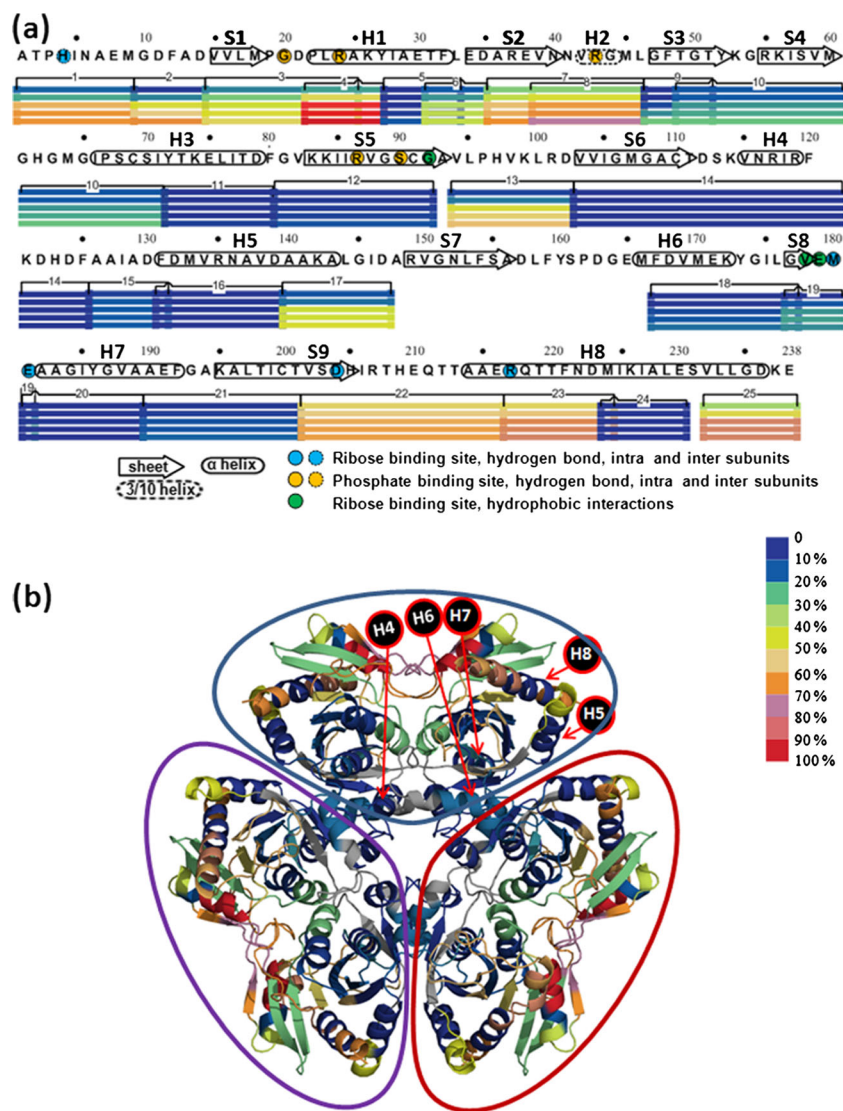 (a)
10 S1 20 H1 30 S2 40 H2 50 S3 S4 60
A T P H I N A E M G D F A D V V L M P G D P L R A K Y I A E T F L E D A R E V N N V R G M L G F T G T Y K G R K I S V M
1 2 3 4 5 6 7 8 9 10
70 H3 80 S5 90 100 S6 110 H4 120
G H G M G I P S C S I Y T K E L I T D F G V K K I I R V G S C G A V L P H V K L R D V V I G M G A C T D S K V N R I R F
10 11 12 13 14
130 H5 140 S7 150 160 H6 170 S8 180
K D H D F A A I A D F D M V R N A V D A A K A L G I D A R V G N L F S A D L F Y S P D G E M F D V M E K Y G I L G V E M
14 15 16 17 18 19
H7 190 200 S9 210 220 H8 230 238
E A A G I Y G V A A E F G A K A L T I C T V S D H I R T H E Q T T A A E R Q T T F N D M I K I A L E S V L L G D K E
19 20 21 22 23 24 25
sheet α helix
3/10 helix
Ribose binding site, hydrogen bond, intra and inter subunits
Phosphate binding site, hydrogen bond, intra and inter subunits
Ribose binding site, hydrophobic interactions
0
10 %
20 %
30 %
40 %
50 %
60 %
70 %
80 %
90 %
100 %
(b)
H4 H6 H7
H8
H5